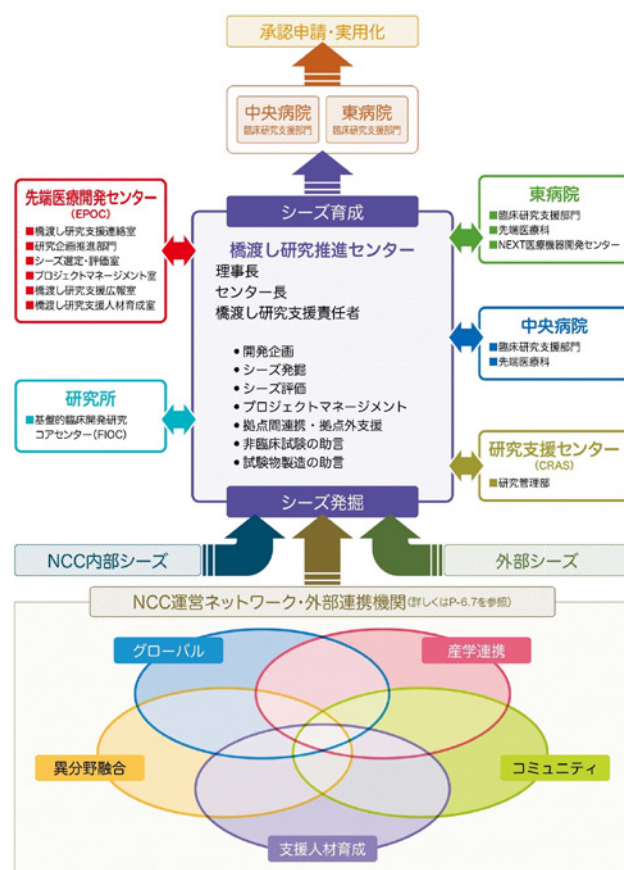 承認申請・実用化
中央病院
臨床研究支援部門
東病院
臨床研究支援部門
シーズ育成
先端医療開発センター
(EPOC)
■橋渡し研究支援連絡室
■研究企画推進部門
■シーズ選定・評価室
■プロジェクトマネージメント室
■橋渡し研究支援広報室
■橋渡し研究支援人材育成室
研究所
■基盤的臨床開発研究
コアセンター(FIOC)
橋渡し研究推進センター
理事長
センター長
橋渡し研究支援責任者
●開発企画
●シーズ発掘
●シーズ評価
●プロジェクトマネージメント
●拠点間連携・拠点外支援
●非臨床試験の助言
●試験物製造の助言
シーズ発掘
東病院
■臨床研究支援部門
■先端医療科
■NEXT医療機器開発センター
中央病院
■臨床研究支援部門
■先端医療科
研究支援センター
(CRAS)
■研究管理部
NCC内部シーズ
外部シーズ
NCC運営ネットワーク・外部連携機関(詳しくはP-6.7を参照)
グローバル
産学連携
異分野融合
コミュニティ
支援人材育成